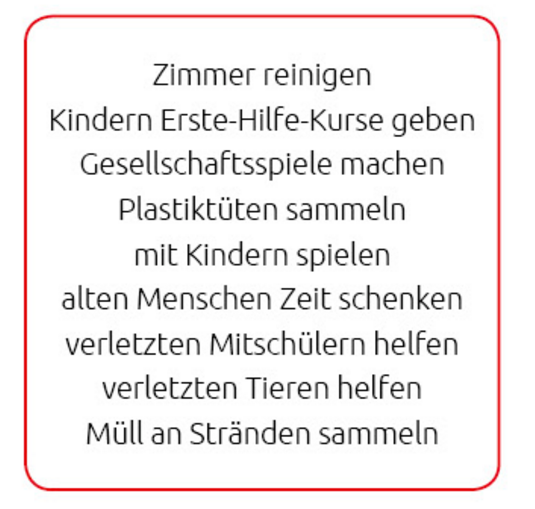 Zimmer reinigen
Kindern Erste-Hilfe-Kurse geben
Gesellschaftsspiele machen
Plastiktüten sammeln
mit Kindern spielen
alten Menschen Zeit schenken
verletzten Mitschülern helfen
verletzten Tieren helfen
Müll an Stränden sammeln